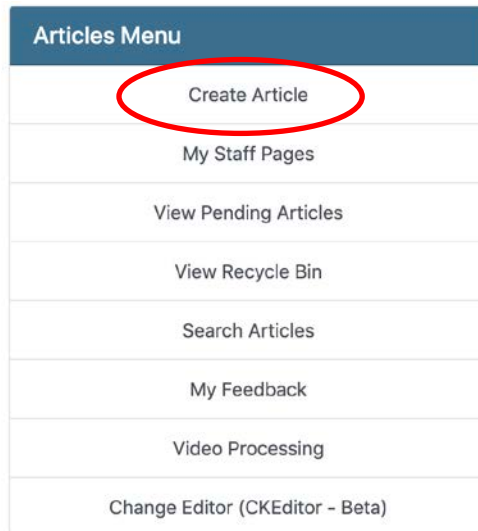 Articles Menu
Create Article
My Staff Pages
View Pending Articles
View Recycle Bin
Search Articles
My Feedback
Video Processing
Change Editor (CKEditor - Beta)